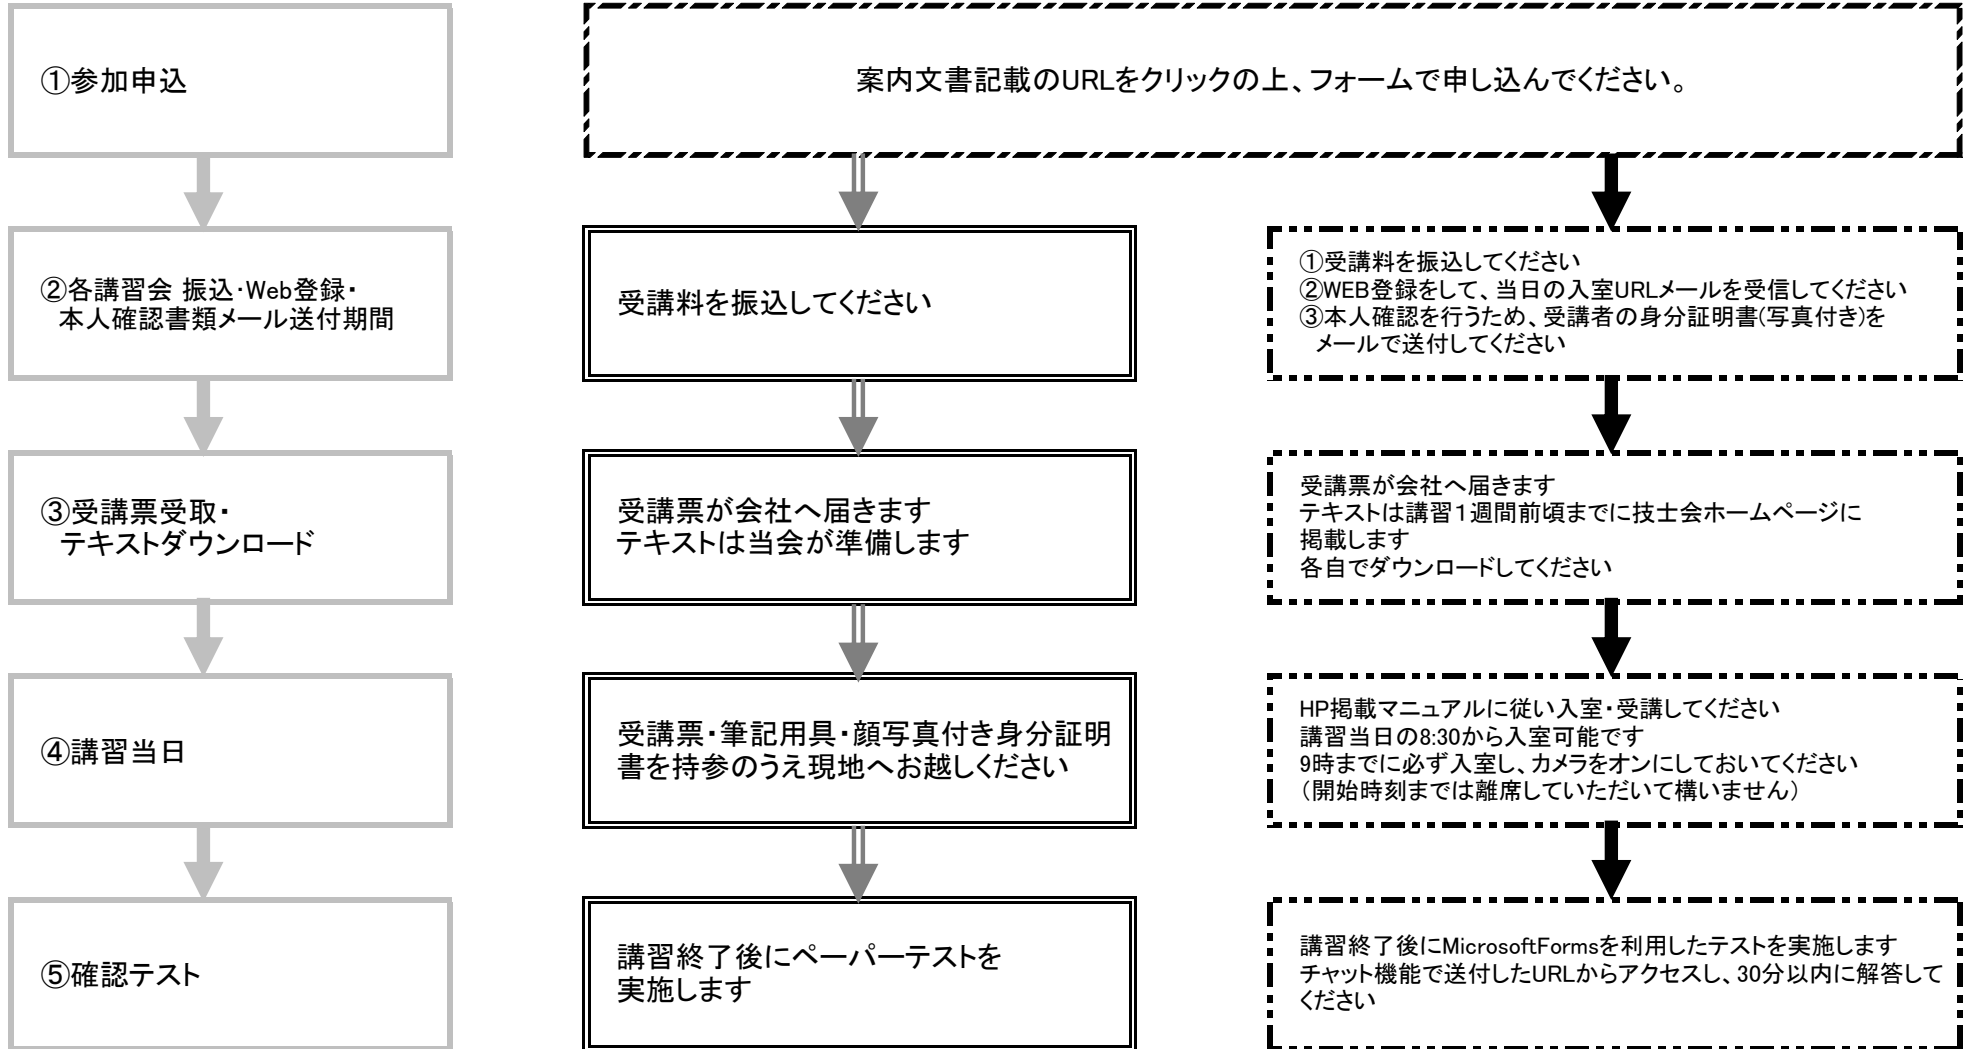 ①参加申込
案内文書記載のURLをクリックの上、フォームで申し込んでください。
②各講習会 振込・Web登録・
本人確認書類メール送付期間
受講料を振込してください
①受講料を振込してください
②WEB登録をして、当日の入室URLメールを受信してください
③本人確認を行うため、受講者の身分証明書(写真付き)を
メールで送付してください
③受講票受取・
テキストダウンロード
受講票が会社へ届きます
テキストは当会が準備します
受講票が会社へ届きます
テキストは講習１週間前頃までに技士会ホームページに
掲載します
各自でダウンロードしてください
④講習当日
受講票・筆記用具・顔写真付き身分証明
書を持参のうえ現地へお越しください
HP掲載マニュアルに従い入室・受講してください
講習当日の8:30から入室可能です
9時までに必ず入室し、カメラをオンにしておいてください
（開始時刻までは離席していただいて構いません）
⑤確認テスト
講習終了後にペーパーテストを
実施します
講習終了後にMicrosoftFormsを利用したテストを実施します
チャット機能で送付したURLからアクセスし、30分以内に解答して
ください